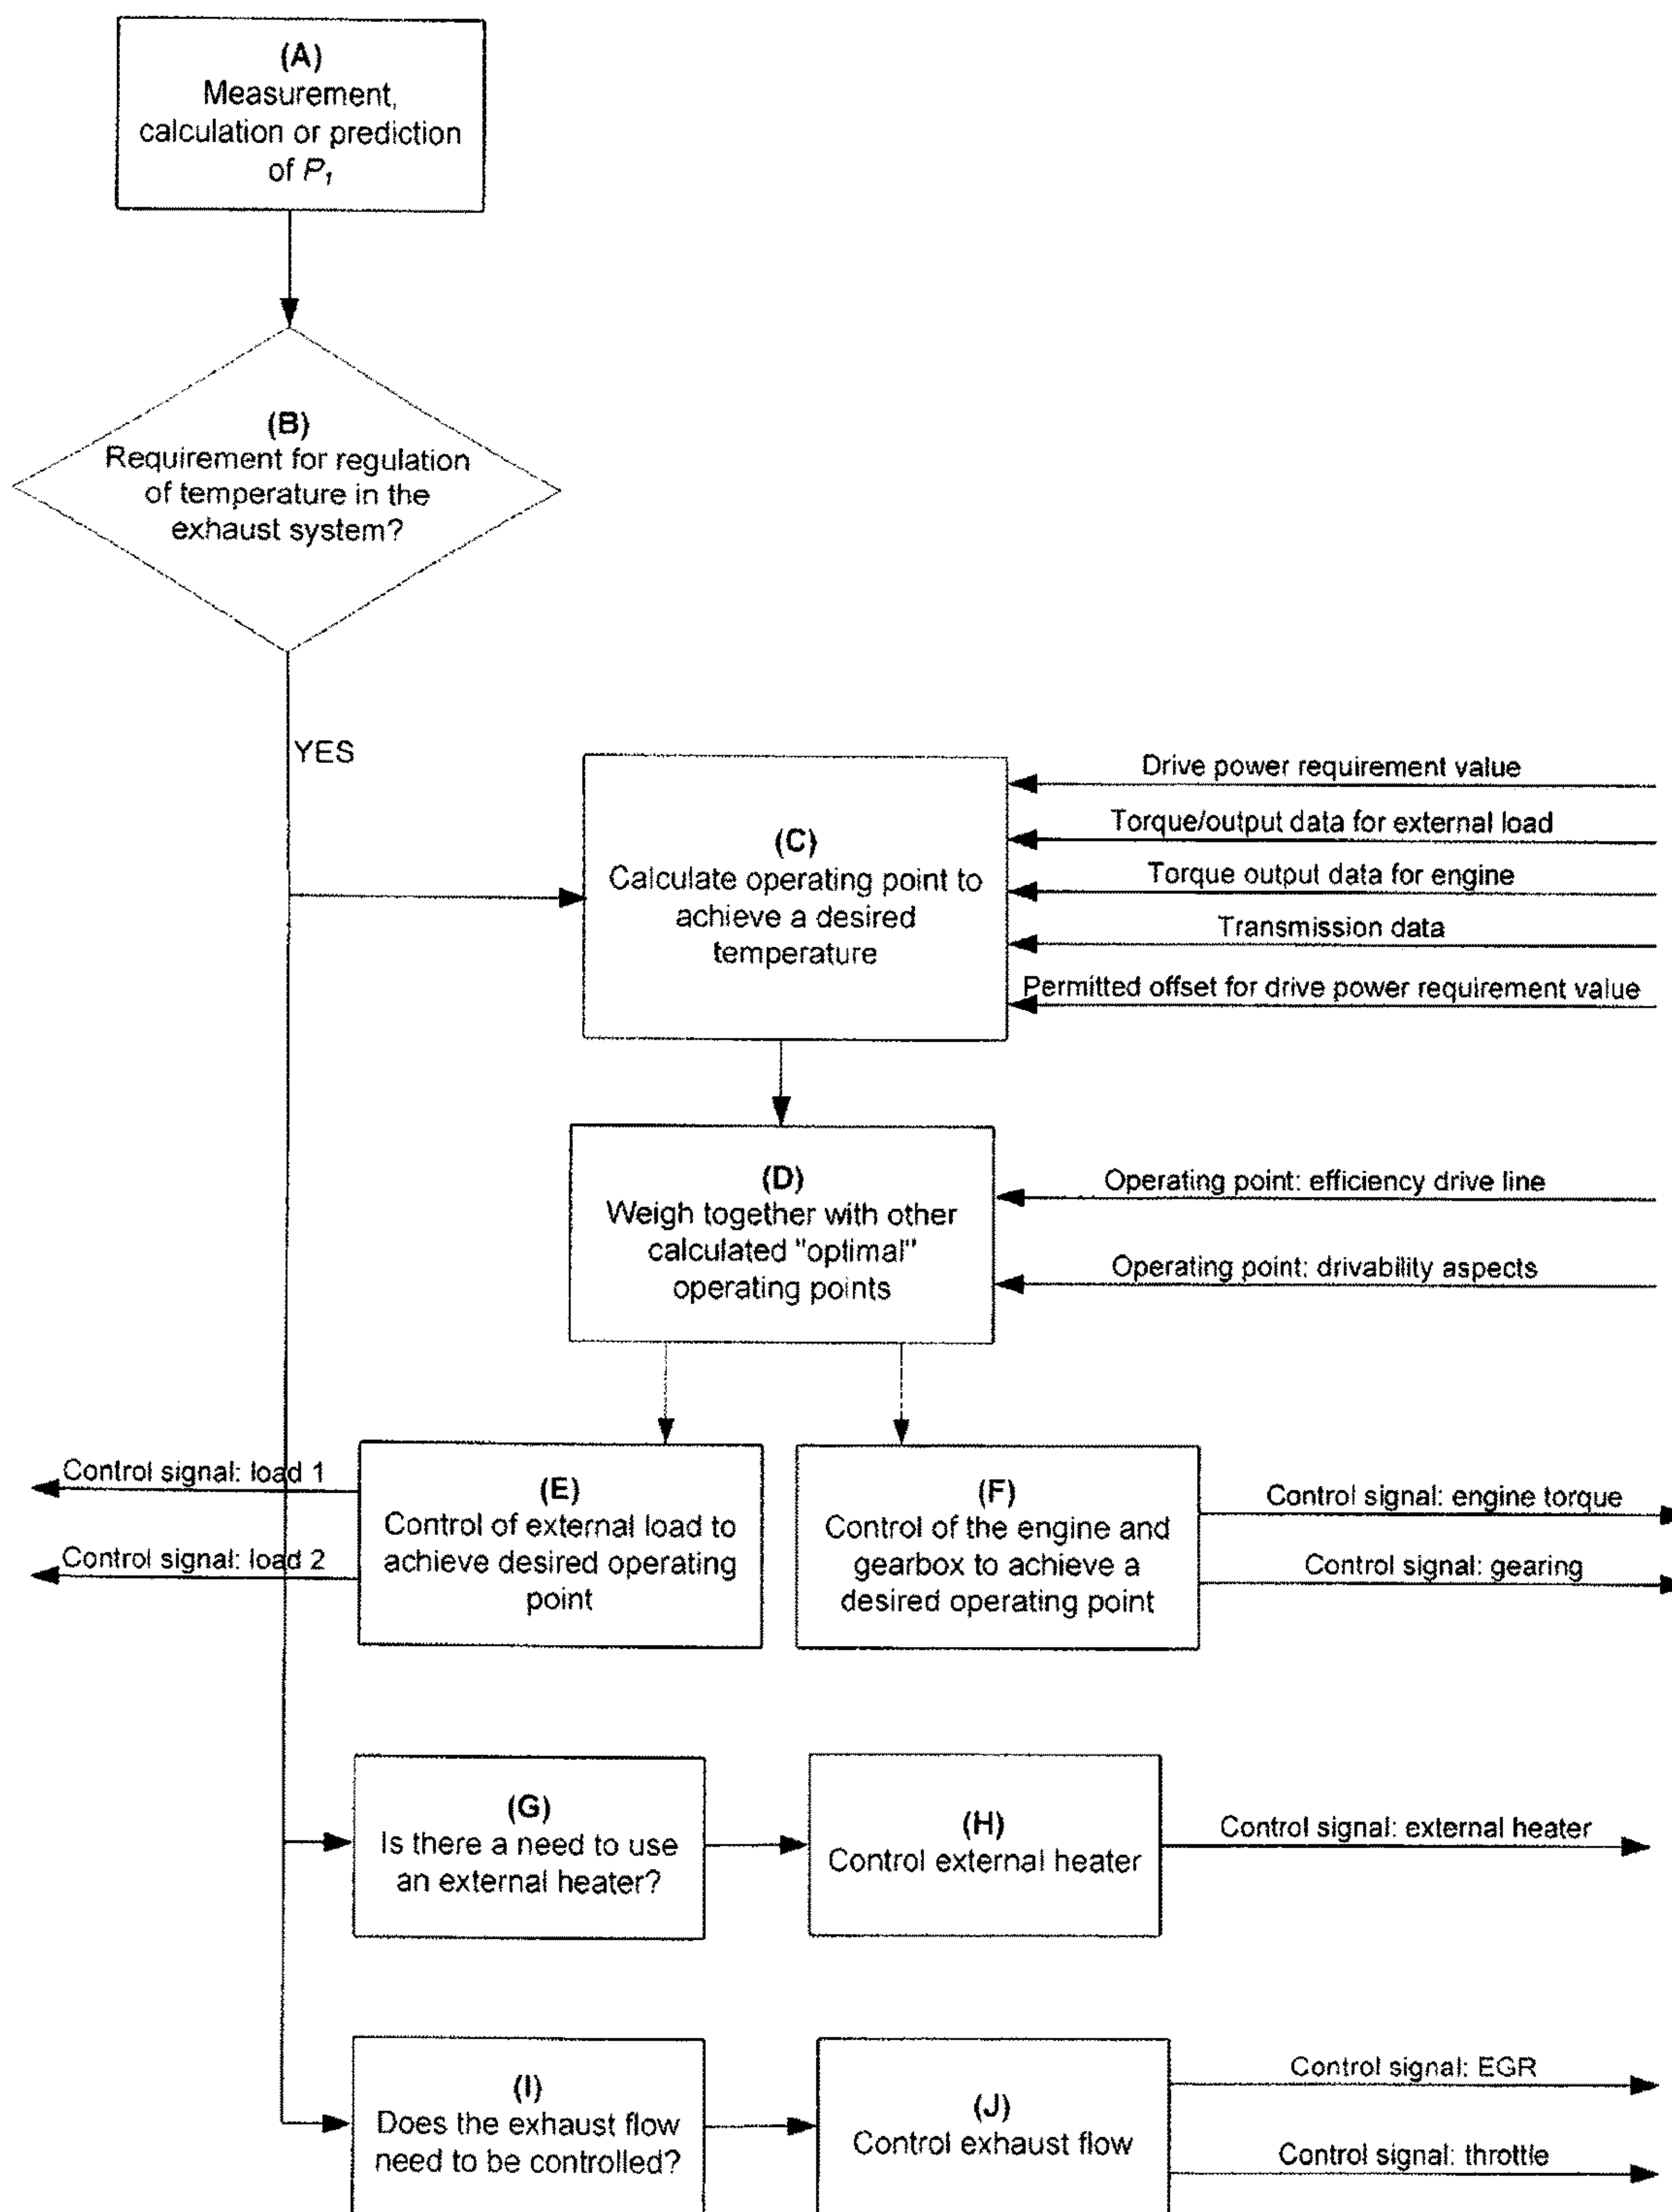 (A)
Measurement,
calculation or prediction
of P1
(B)
Requirement for regulation
of temperature in the
exhaust system?
YES
(C)
Calculate operating point to
achieve a desired
temperature
Drive power requirement value
Torque/output data for external load
Torque output data for engine
Transmission data
Permitted offset for drive power requirement value
(D)
Weigh together with other
calculated "optimal"
operating points
Operating point: efficiency drive line
Operating point: drivability aspects
Control signal: load 1
Control signal: load 2
(E)
Control of external load to
achieve desired operating
point
(F)
Control of the engine and
gearbox to achieve a
desired operating point
Control signal: engine torque
Control signal: gearing
(G)
Is there a need to use
an external heater?
(H)
Control external heater
Control signal: external heater
(I)
Does the exhaust flow
need to be controlled?
(J)
Control exhaust flow
Control signal: EGR
Control signal: throttle